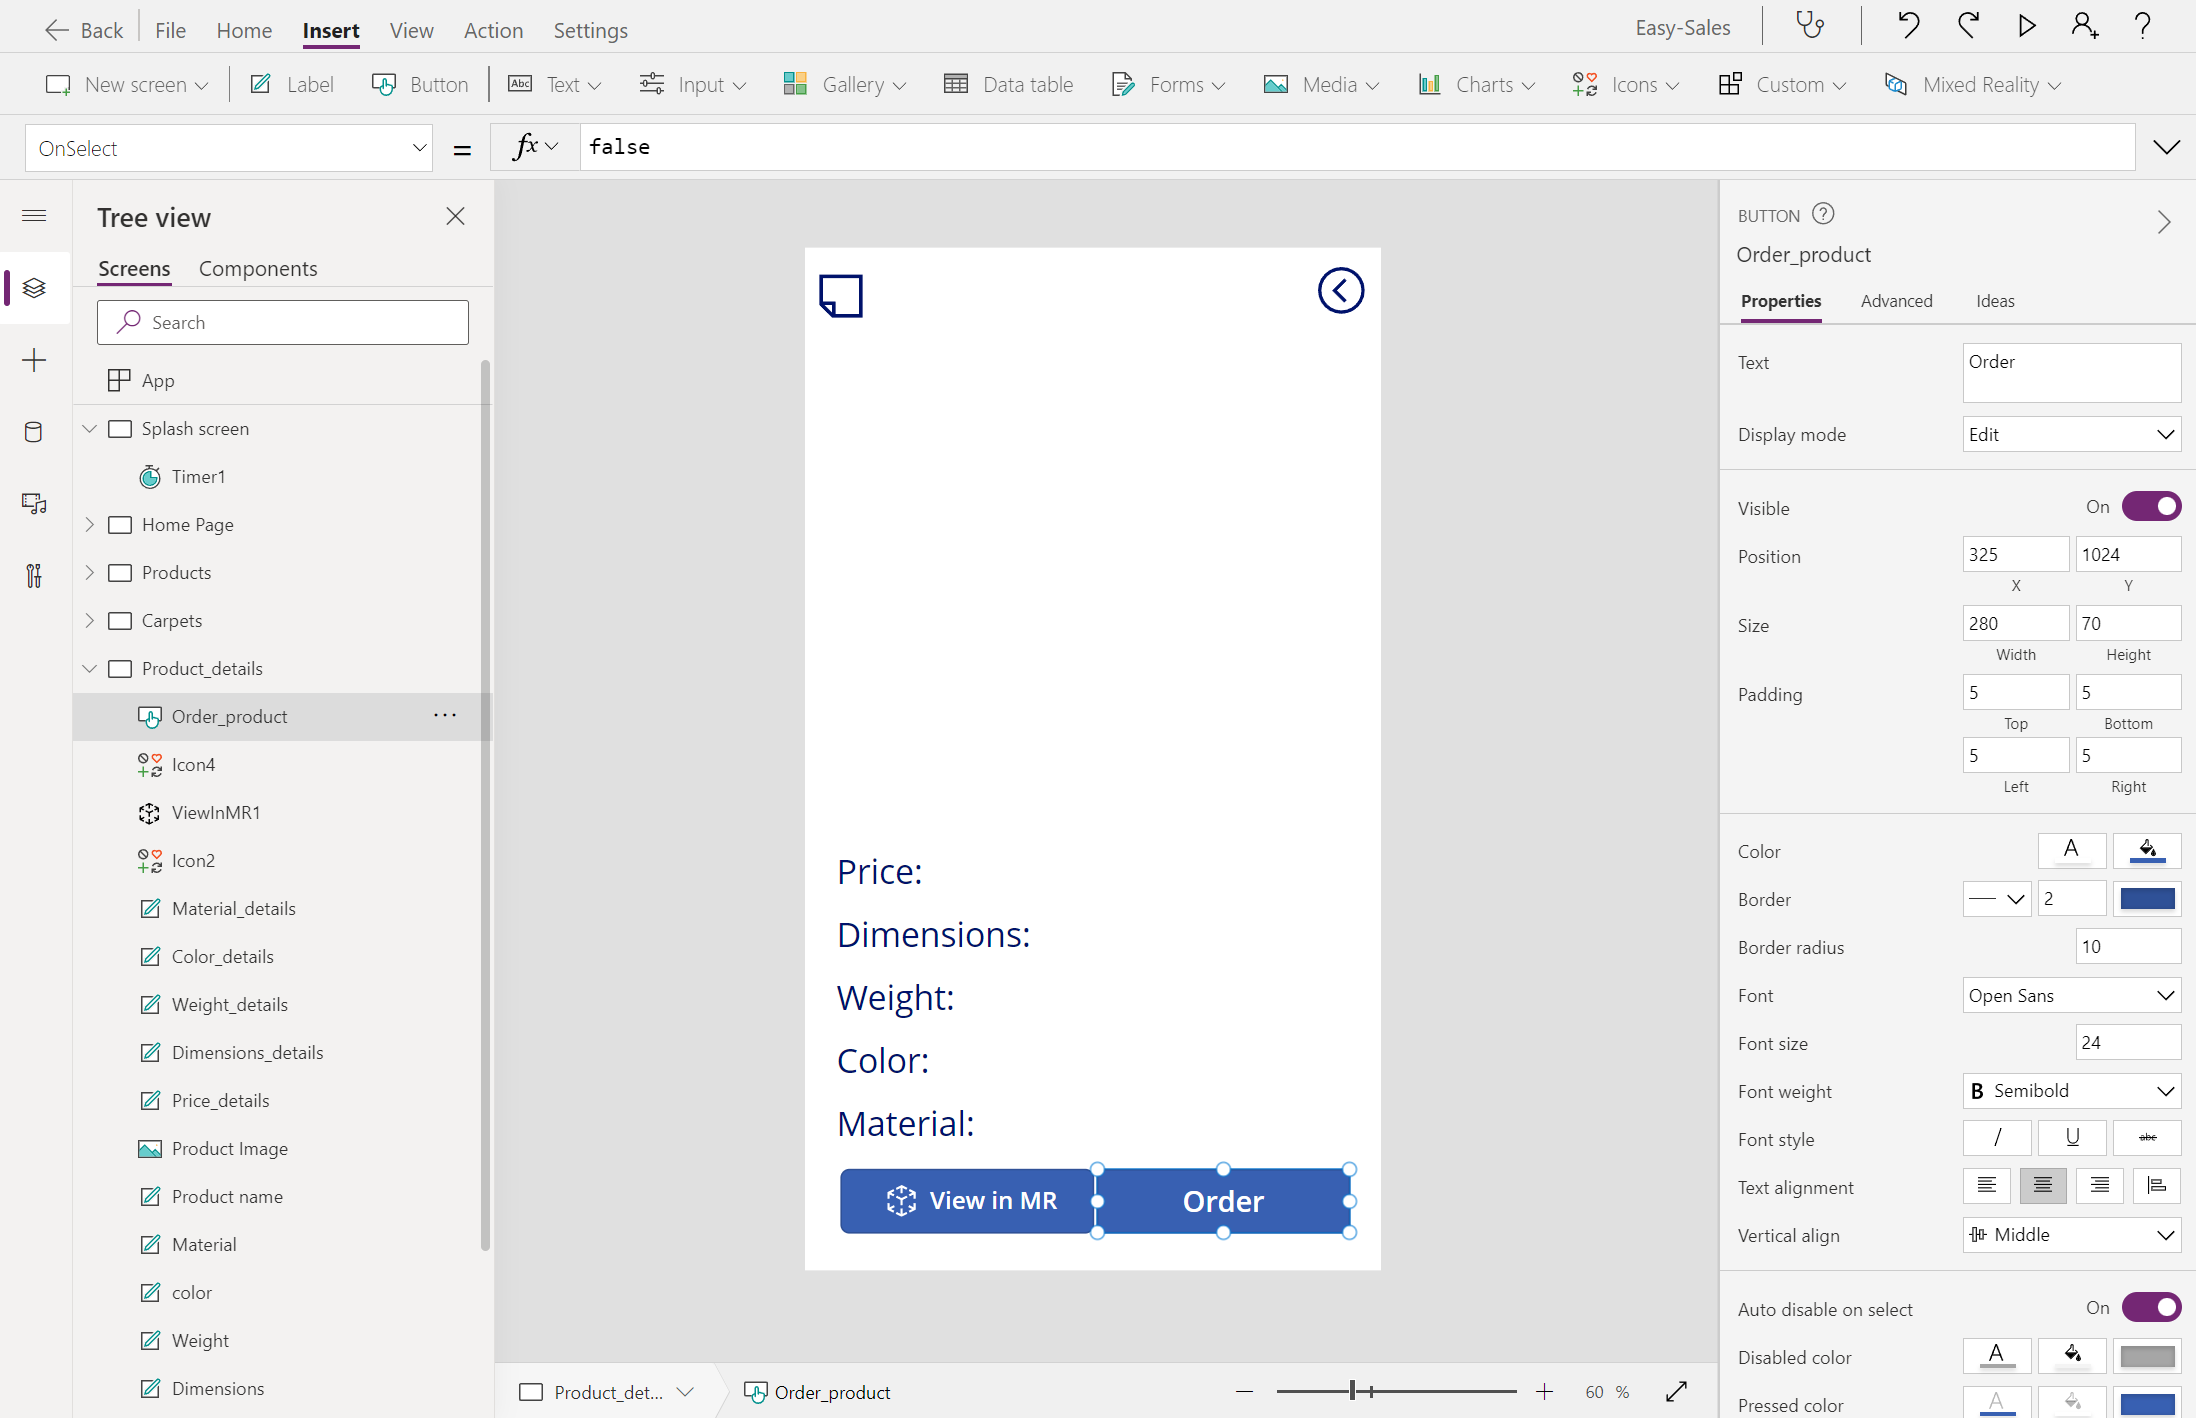 Back File Home Insert View Action Settings Easy-Sales
New screen Label Button Abc Text Input Gallery Data table Forms Media Charts Icons Custom Mixed Reality
OnSelect = fx false
Tree view
Screens Components
Search
App
Splash screen
Timer1
Home Page
Products
Carpets
Product_details
Order_product ...
Icon4
ViewInMR1
Icon2
Material_details
Color_details
Weight_details
Dimensions_details
Price_details
Product Image
Product name
Material
color
Weight
Dimensions
Price:
Dimensions:
Weight:
Color:
Material:
View in MR Order
Product_det... Order_product 60 %
BUTTON ?
Order_product
Properties Advanced Ideas
Text Order
Display mode Edit
Visible On
Position 325 1024
X Y
Size 280 70
Width Height
Padding 5 5
Top Bottom
5 5
Left Right
Color A
Border 2
Border radius 10
Font Open Sans
Font size 24
Font weight B Semibold
Font style / U abc
Text alignment
Vertical align Middle
Auto disable on select On
Disabled color A
Pressed color A